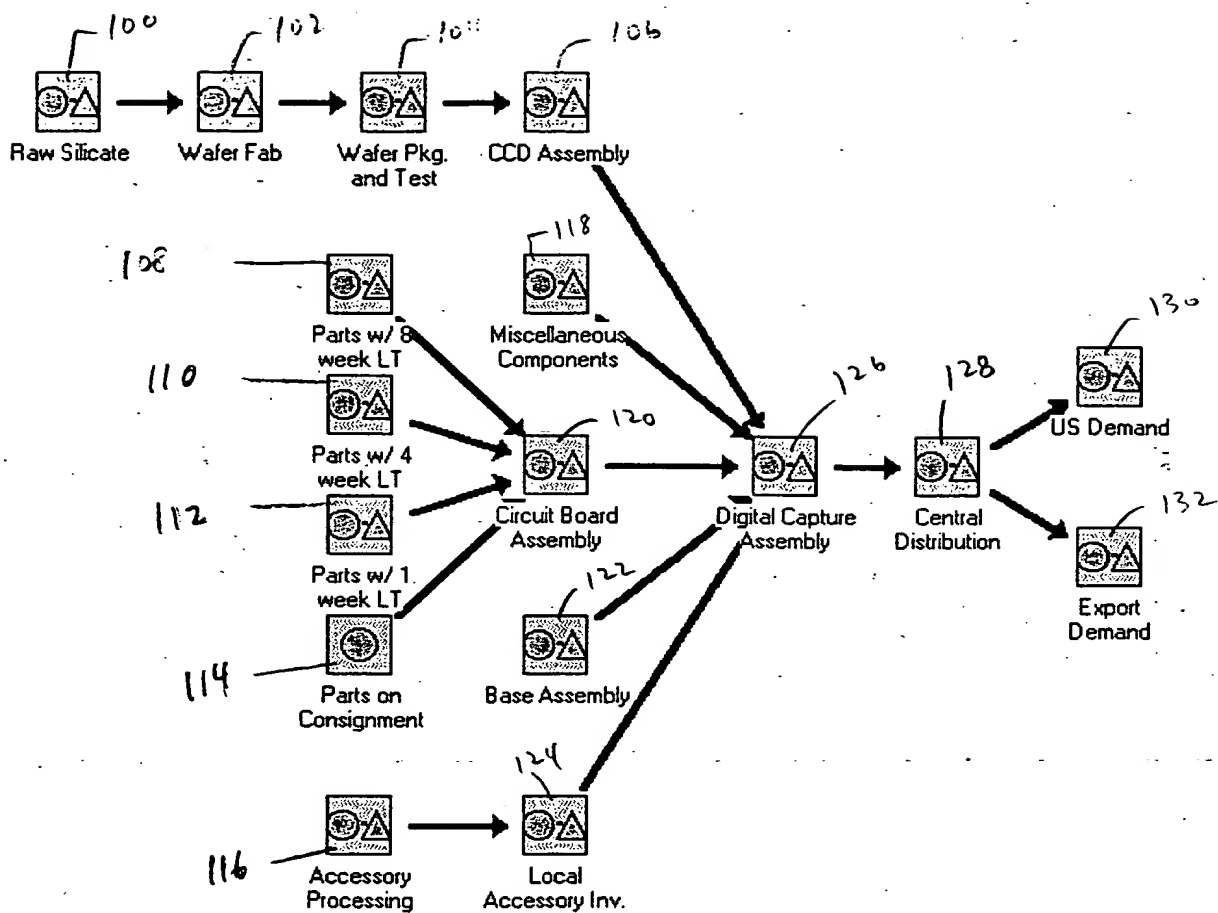 100
102
106
Raw Silicate
Wafer Fab
Wafer Pkg.
and Test
CCD Assembly
108
118
Parts w/ 8
week LT
Miscellaneous
Components
130
110
120
126
128
US Demand
Parts w/ 4
week LT
112
Circuit Board
Assembly
Digital Capture
Assembly
Central
Distribution
132
Parts w/ 1
week LT
122
Export
Demand
114
Parts on
Consignment
Base Assembly
124
116
Accessory
Processing
Local
Accessory Inv.